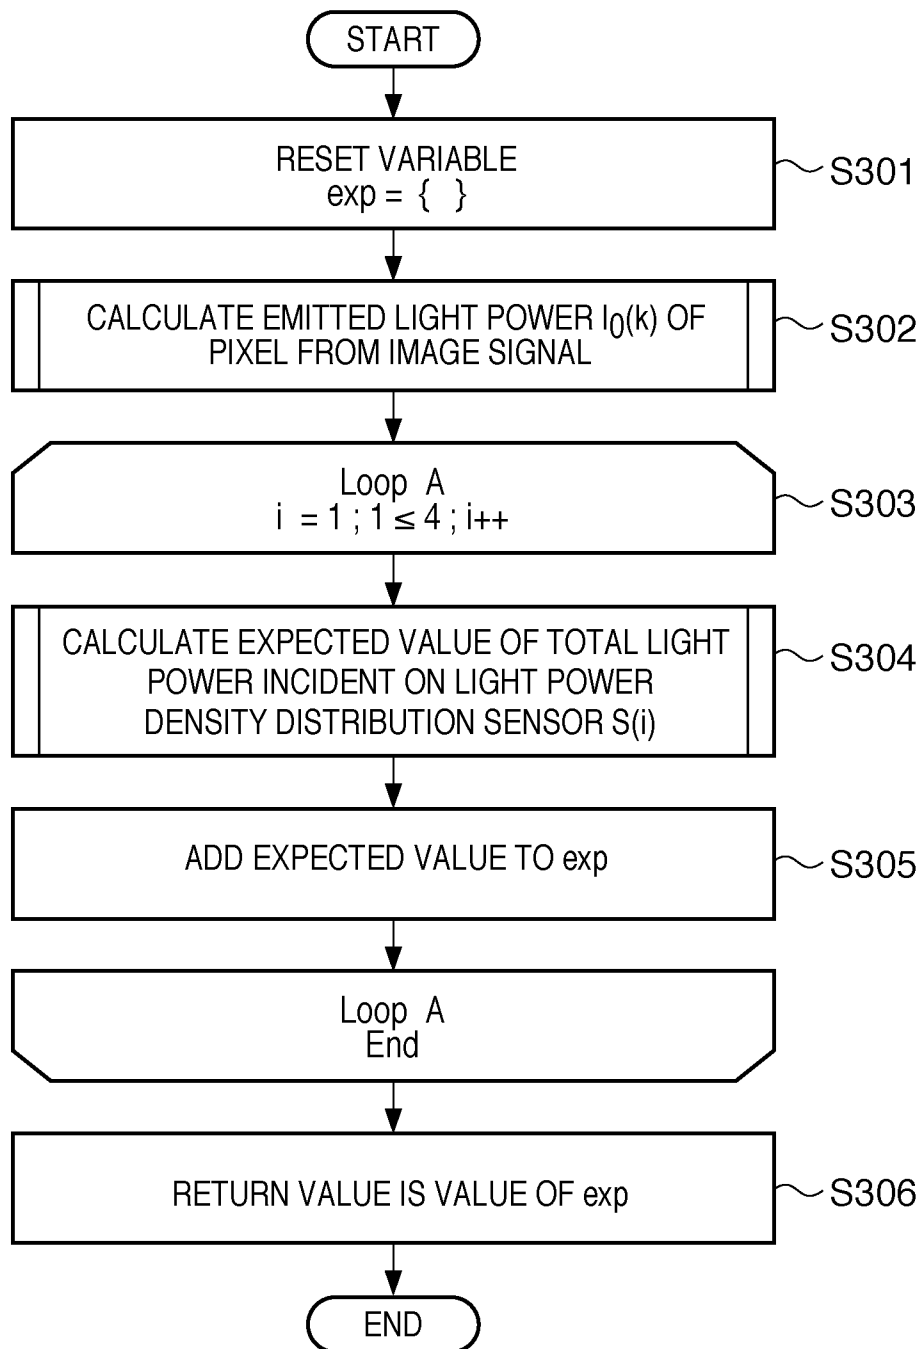 START
RESET VARIABLE
exp = { }
S301
CALCULATE EMITTED LIGHT POWER I0(k) OF
PIXEL FROM IMAGE SIGNAL
S302
Loop A
i = 1 ; 1 ≤ 4 ; i++
S303
CALCULATE EXPECTED VALUE OF TOTAL LIGHT
POWER INCIDENT ON LIGHT POWER
DENSITY DISTRIBUTION SENSOR S(i)
S304
ADD EXPECTED VALUE TO exp
S305
Loop A
End
RETURN VALUE IS VALUE OF exp
S306
END